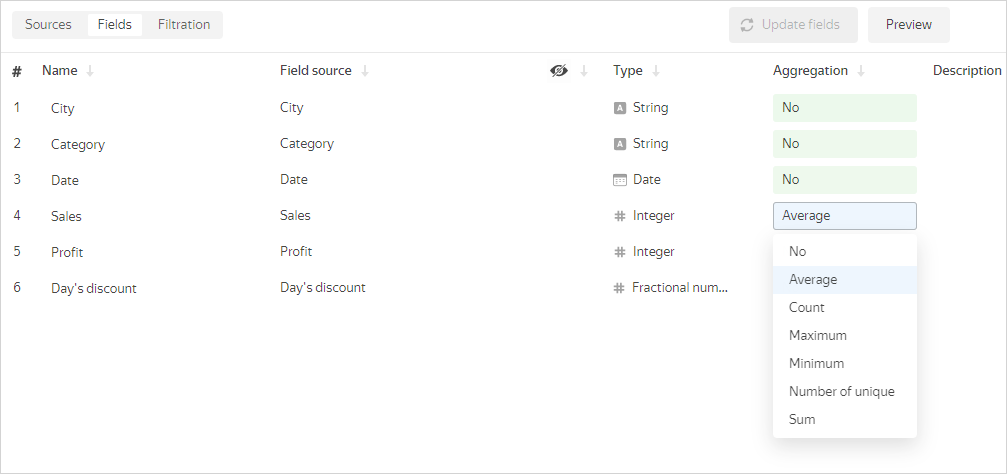 Sources Fields Filtration Update fields Preview
# Name Field source Type Aggregation Description
1 City City A String No
2 Category Category A String No
3 Date Date Date No
4 Sales Sales # Integer Average
5 Profit Profit # Integer No
6 Day's discount Day's discount # Fractional num... Average
Count
Maximum
Minimum
Number of unique
Sum